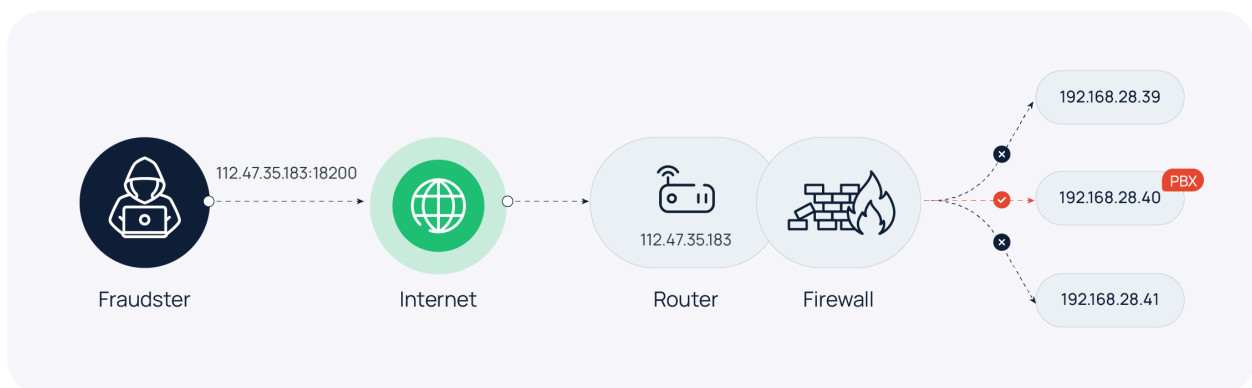 Fraudster
112.47.35.183:18200
Internet
112.47.35.183
Router
Firewall
192.168.28.39
192.168.28.40
PBX
192.168.28.41